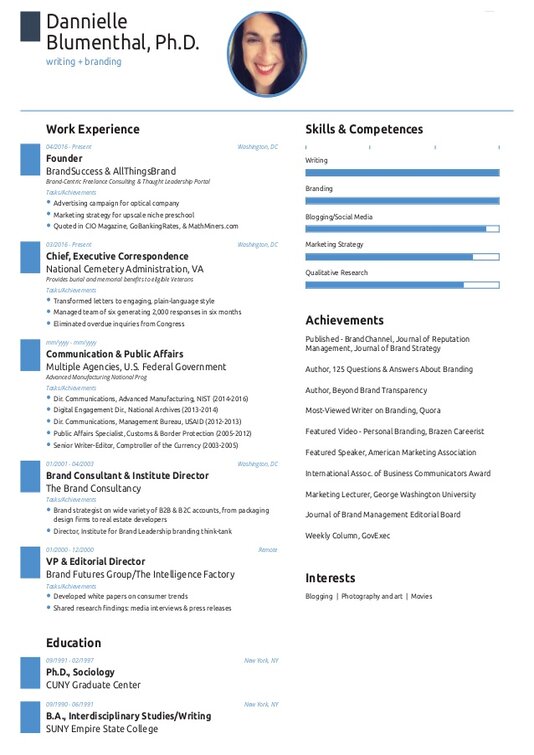 Dannielle
Blumenthal, Ph.D.
writing + branding
Work Experience
04/2016 - Present Washington, DC
Founder
BrandSuccess & AllThingsBrand
Brand-Centric Freelance Consulting & Thought Leadership Portal
Tasks/Achievements
Advertising campaign for optical company
Marketing strategy for upscale niche preschool
Quoted in CIO Magazine, GoBankingRates, & MathMiners.com
03/2016 - Present Washington, DC
Chief, Executive Correspondence
National Cemetery Administration, VA
Provides burial and memorial benefits to eligible Veterans
Tasks/Achievements
Transformed letters to engaging, plain-language style
Managed team of six generating 2,000 responses in six months
Eliminated overdue inquiries from Congress
mm/yyyy - mm/yyyy
Communication & Public Affairs
Multiple Agencies, U.S. Federal Government
Advanced Manufacturing National Prog
Tasks/Achievements
Dir. Communications, Advanced Manufacturing, NIST (2014-2016)
Digital Engagement Dir., National Archives (2013-2014)
Dir. Communications, Management Bureau, USAID (2012-2013)
Public Affairs Specialist, Customs & Border Protection (2005-2012)
Senior Writer-Editor, Comptroller of the Currency (2003-2005)
01/2001 - 04/2003 Washington, DC
Brand Consultant & Institute Director
The Brand Consultancy
Tasks/Achievements
Brand strategist on wide variety of B2B & B2C accounts, from packaging
design firms to real estate developers
Director, Institute for Brand Leadership branding think-tank
01/2000 - 12/2000 Remote
VP & Editorial Director
Brand Futures Group/The Intelligence Factory
Tasks/Achievements
Developed white papers on consumer trends
Shared research findings: media interviews & press releases
Education
09/1991 - 02/1997 New York, NY
Ph.D., Sociology
CUNY Graduate Center
09/1990 - 06/1991 New York, NY
B.A., Interdisciplinary Studies/Writing
SUNY Empire State College
Skills & Competences
Writing
Branding
Blogging/Social Media
Marketing Strategy
Qualitative Research
Achievements
Published - BrandChannel, Journal of Reputation
Management, Journal of Brand Strategy
Author, 125 Questions & Answers About Branding
Author, Beyond Brand Transparency
Most-Viewed Writer on Branding, Quora
Featured Video - Personal Branding, Brazen Careerist
Featured Speaker, American Marketing Association
International Assoc. of Business Communicators Award
Marketing Lecturer, George Washington University
Journal of Brand Management Editorial Board
Weekly Column, GovExec
Interests
Blogging | Photography and art | Movies